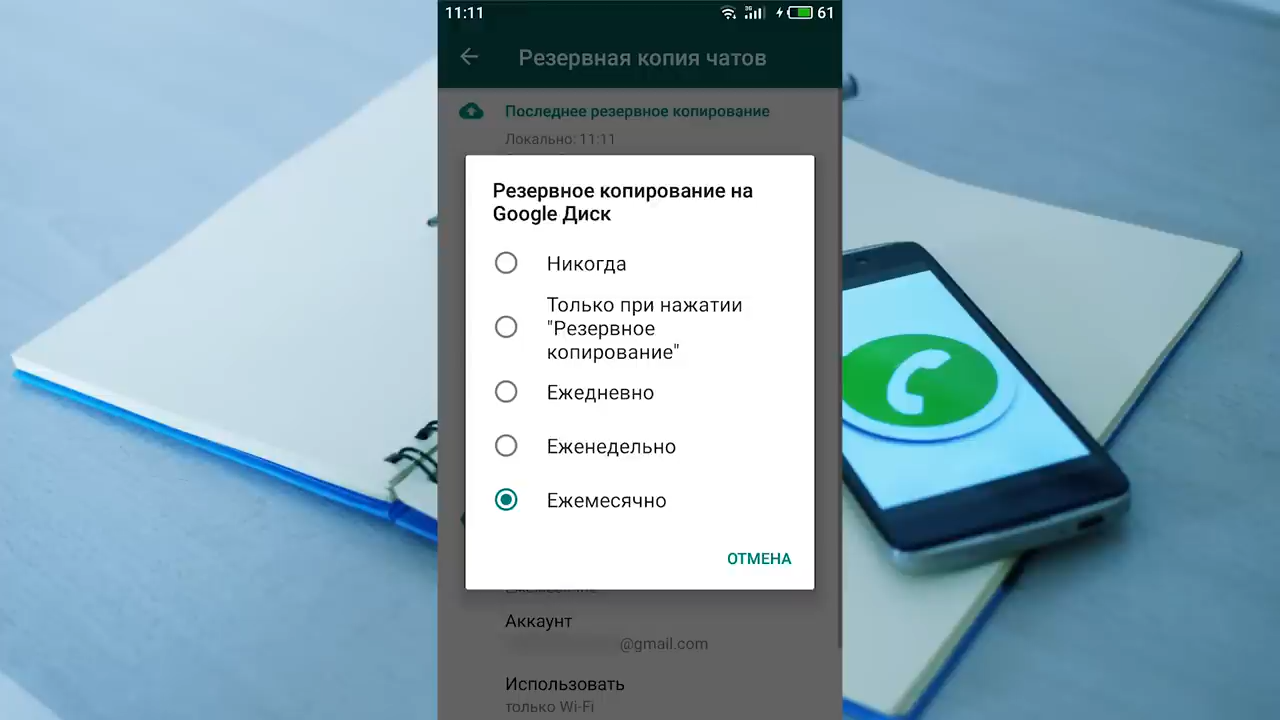 11:11
3G
61
Резервная копия чатов
Последнее резервное копирование
Локально: 11:11
Резервное копирование на
Google Диск
Никогда
Только при нажатии
"Резервное
копирование"
Ежедневно
Еженедельно
Ежемесячно
ОТМЕНА
Аккаунт
@gmail.com
Использовать
только Wi-Fi